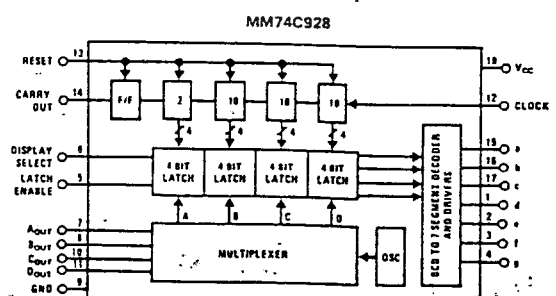 MM74C928
RESET 13
CARRY OUT 14
F/F 2 10 10 10
18 VCC
12 CLOCK
4 4 4 4
DISPLAY SELECT 6
LATCH ENABLE 5
4 BIT LATCH 4 BIT LATCH 4 BIT LATCH 4 BIT LATCH
BCD TO 7 SEGMENT DECODER AND DRIVERS
15 a
16 b
17 c
1 d
2 e
3 f
4 g
A B C D
AOUT 7
BOUT 8
COUT 10
DOUT 11
GND 9
MULTIPLEXER
OSC